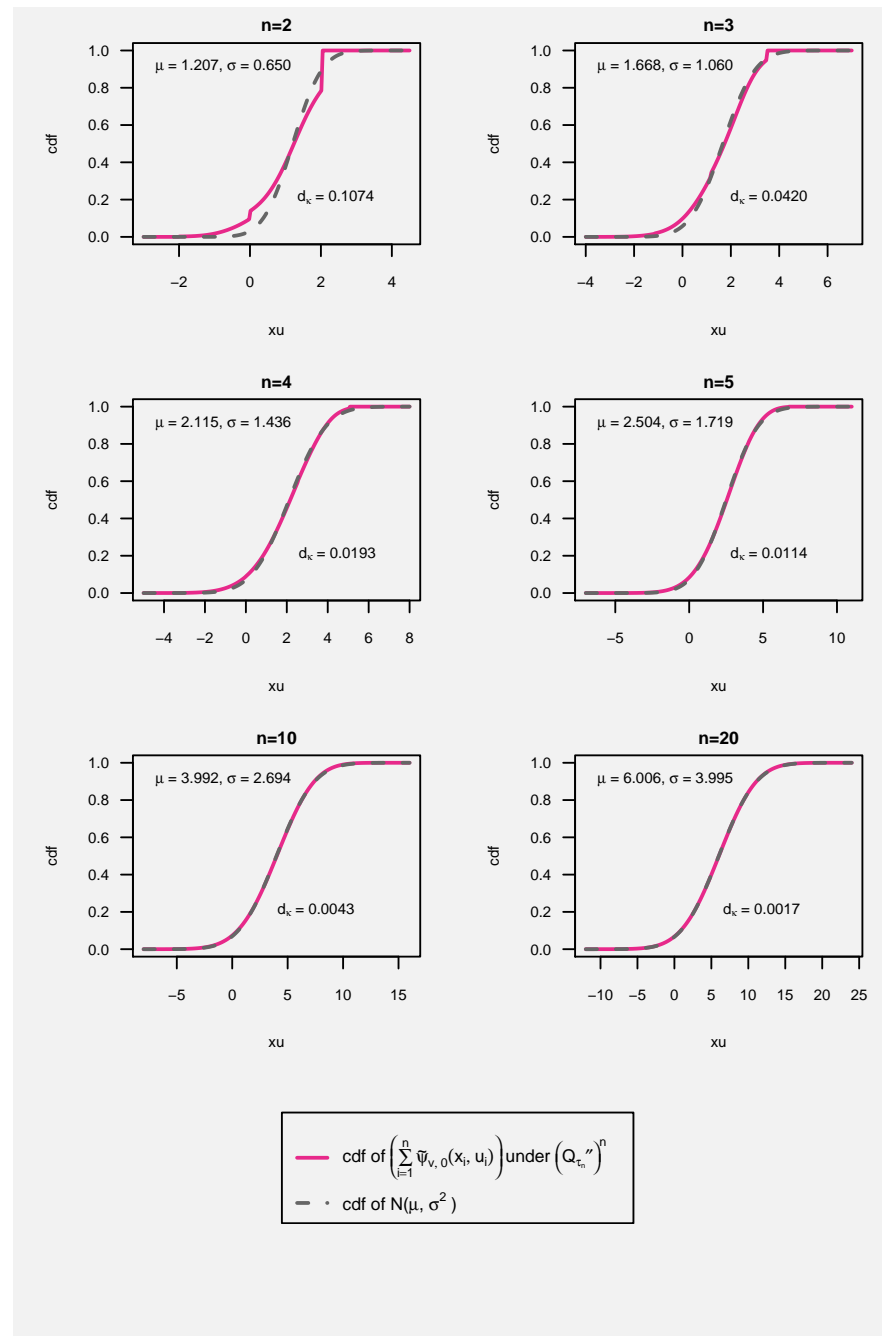 n=2
1.0
0.8
0.6
0.4
0.2
0.0
cdf
μ = 1.207, σ = 0.650
dκ = 0.1074
−2 0 2 4
xu
n=3
1.0
0.8
0.6
0.4
0.2
0.0
cdf
μ = 1.668, σ = 1.060
dκ = 0.0420
−4 −2 0 2 4 6
xu
n=4
1.0
0.8
0.6
0.4
0.2
0.0
cdf
μ = 2.115, σ = 1.436
dκ = 0.0193
−4 −2 0 2 4 6 8
xu
n=5
1.0
0.8
0.6
0.4
0.2
0.0
cdf
μ = 2.504, σ = 1.719
dκ = 0.0114
−5 0 5 10
xu
n=10
1.0
0.8
0.6
0.4
0.2
0.0
cdf
μ = 3.992, σ = 2.694
dκ = 0.0043
−5 0 5 10 15
xu
n=20
1.0
0.8
0.6
0.4
0.2
0.0
cdf
μ = 6.006, σ = 3.995
dκ = 0.0017
−10 −5 0 5 10 15 20 25
xu
cdf of (∑ i=1 n ψ̃v, 0(xi, ui)) under (Qτn″)^n
cdf of N(μ, σ² )